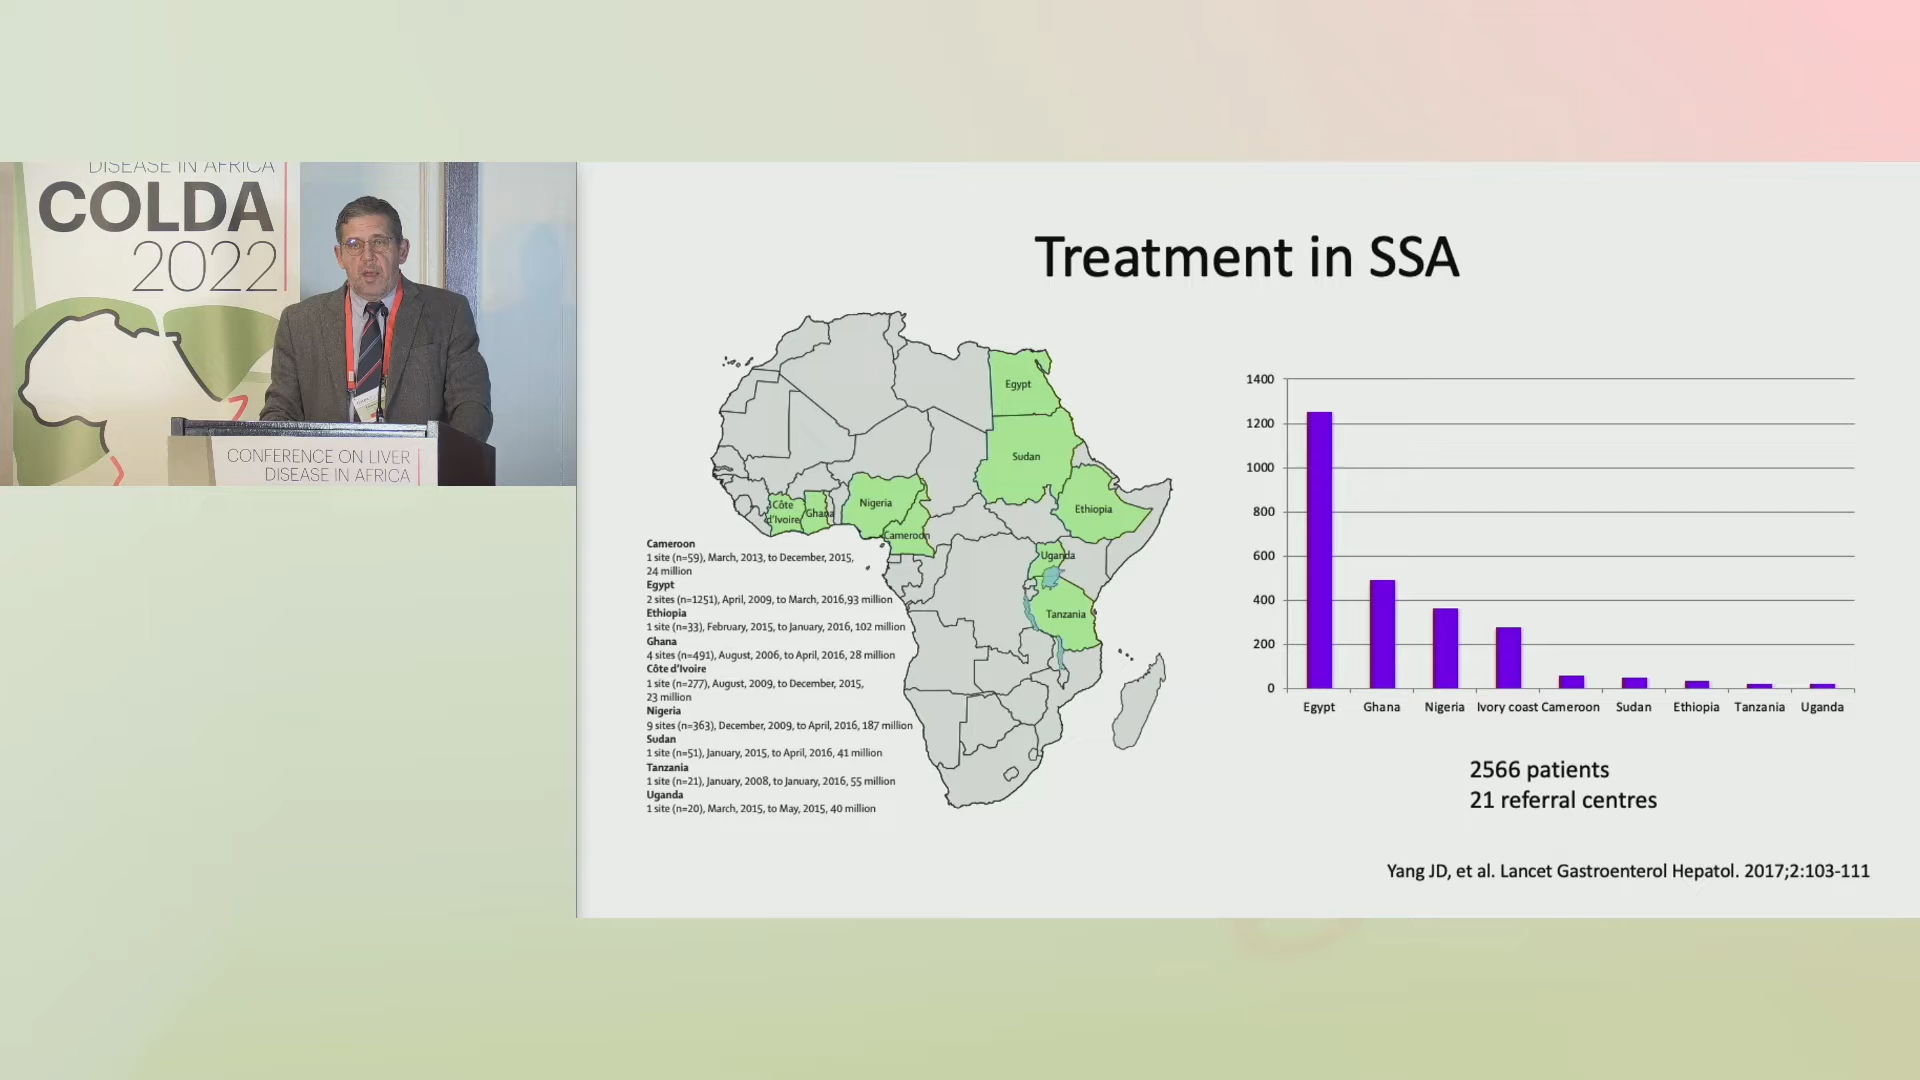 DISEASE IN AFRICA
COLDA
2022
CONFERENCE ON LIVER
DISEASE IN AFRICA
Treatment in SSA
Egypt
Sudan
Nigeria
Côte
d'Ivoire
Ghana
Ethiopia
Cameroon
Uganda
Tanzania
Cameroon
1 site (n=59), March, 2013, to December, 2015,
24 million
Egypt
2 sites (n=1251), April, 2009, to March, 2016,93 million
Ethiopia
1 site (n=33), February, 2015, to January, 2016, 102 million
Ghana
4 sites (n=491), August, 2006, to April, 2016, 28 million
Côte d'Ivoire
1 site (n=277), August, 2009, to December, 2015,
23 million
Nigeria
9 sites (n=363), December, 2009, to April, 2016, 187 million
Sudan
1 site (n=51), January, 2015, to April, 2016, 41 million
Tanzania
1 site (n=21), January, 2008, to January, 2016, 55 million
Uganda
1 site (n=20), March, 2015, to May, 2015, 40 million
1400
1200
1000
800
600
400
200
0
Egypt Ghana Nigeria Ivory coast Cameroon Sudan Ethiopia Tanzania Uganda
2566 patients
21 referral centres
Yang JD, et al. Lancet Gastroenterol Hepatol. 2017;2:103-111